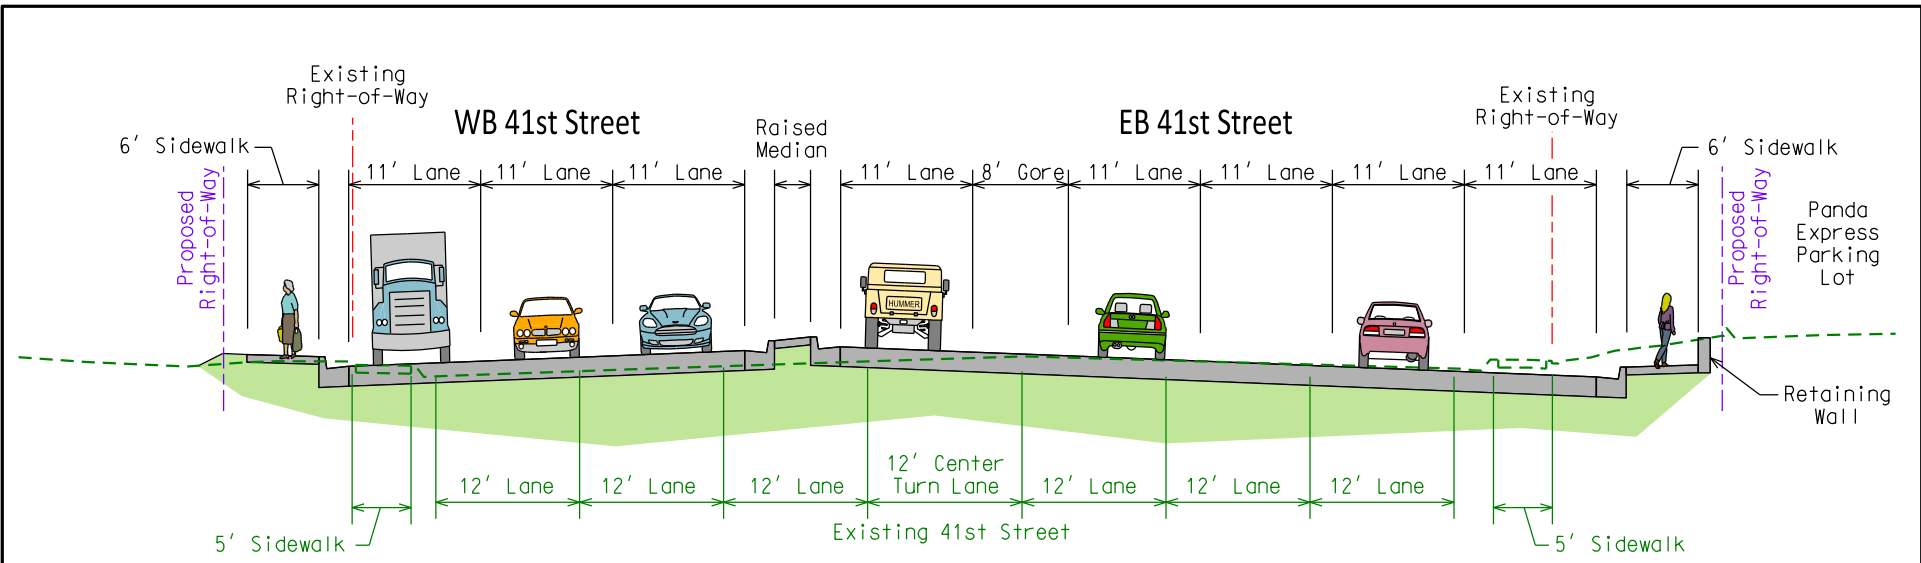 Existing
Right-of-Way
WB 41st Street
Raised
Median
EB 41st Street
Existing
Right-of-Way
6' Sidewalk
6' Sidewalk
11' Lane
11' Lane
11' Lane
11' Lane
8' Gore
11' Lane
11' Lane
11' Lane
11' Lane
Proposed
Right-of-Way
Proposed
Right-of-Way
Panda
Express
Parking
Lot
HUMMER
Retaining
Wall
12' Lane
12' Lane
12' Lane
12' Center
Turn Lane
12' Lane
12' Lane
12' Lane
Existing 41st Street
5' Sidewalk
5' Sidewalk